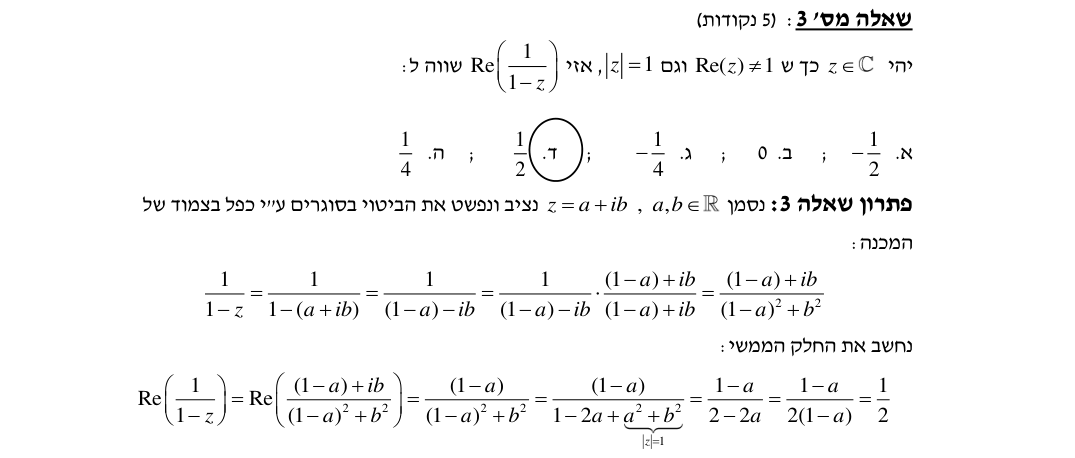 שאלה מס' 3 : (5 נקודות)
יהי z∈ℂ כך ש Re(z)≠1 וגם |z|=1, אזי Re(1/(1−z)) שווה ל:
א. −1/2 ; ב. 0 ; ג. −1/4 ; ד. 1/2 ; ה. 1/4
פתרון שאלה 3: נסמן z=a+ib , a,b∈ℝ נציב ונפשט את הביטוי בסוגרים ע״י כפל בצמוד של
המכנה:
1/(1−z) = 1/(1−(a+ib)) = 1/((1−a)−ib) = 1/((1−a)−ib) · ((1−a)+ib)/((1−a)+ib) = ((1−a)+ib)/((1−a)²+b²)
נחשב את החלק הממשי:
Re(1/(1−z)) = Re(((1−a)+ib)/((1−a)²+b²)) = (1−a)/((1−a)²+b²) = (1−a)/(1−2a+a²+b²) = (1−a)/(2−2a) = (1−a)/(2(1−a)) = 1/2
|z|=1